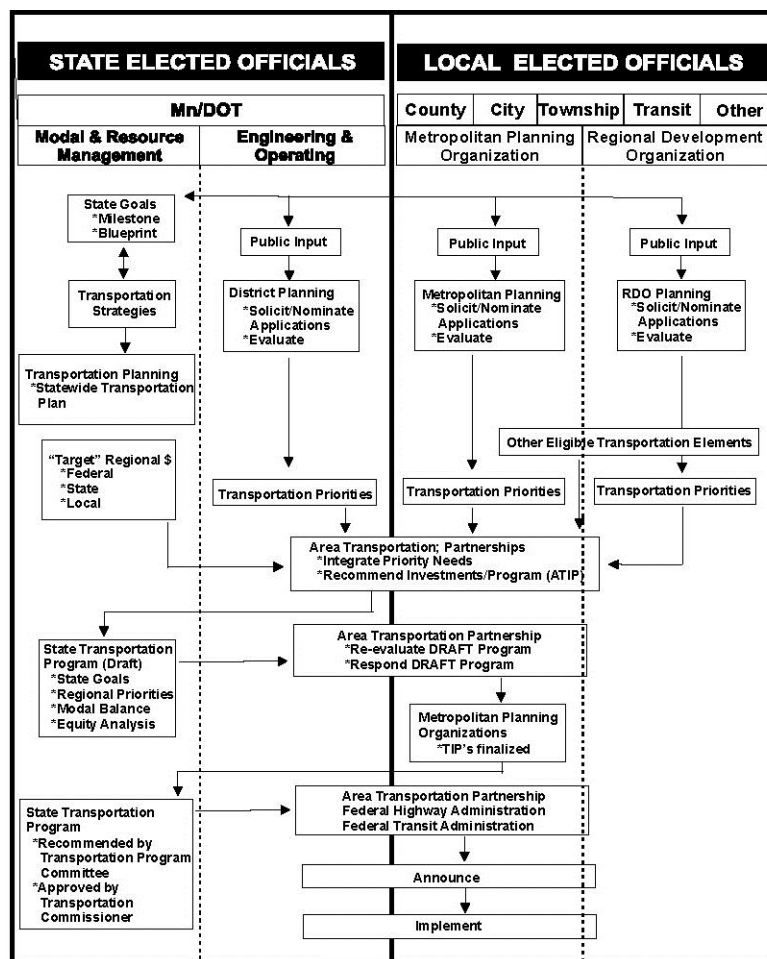 STATE ELECTED OFFICIALS
LOCAL ELECTED OFFICIALS
Mn/DOT
County
City
Township
Transit
Other
Modal & Resource
Management
Engineering &
Operating
Metropolitan Planning
Organization
Regional Development
Organization
State Goals
*Milestone
*Blueprint
Public Input
Public Input
Public Input
Transportation
Strategies
District Planning
*Solicit/Nominate
Applications
*Evaluate
Metropolitan Planning
*Solicit/Nominate
Applications
*Evaluate
RDO Planning
*Solicit/Nominate
Applications
*Evaluate
Transportation Planning
*Statewide Transportation
Plan
Other Eligible Transportation Elements
“Target” Regional $
*Federal
*State
*Local
Transportation Priorities
Transportation Priorities
Transportation Priorities
Area Transportation; Partnerships
*Integrate Priority Needs
*Recommend Investments/Program (ATIP)
State Transportation
Program (Draft)
*State Goals
*Regional Priorities
*Modal Balance
*Equity Analysis
Area Transportation Partnership
*Re-evaluate DRAFT Program
*Respond DRAFT Program
Metropolitan Planning
Organizations
*TIP's finalized
State Transportation
Program
*Recommended by
Transportation Program
Committee
*Approved by
Transportation
Commissioner
Area Transportation Partnership
Federal Highway Administration
Federal Transit Administration
Announce
Implement